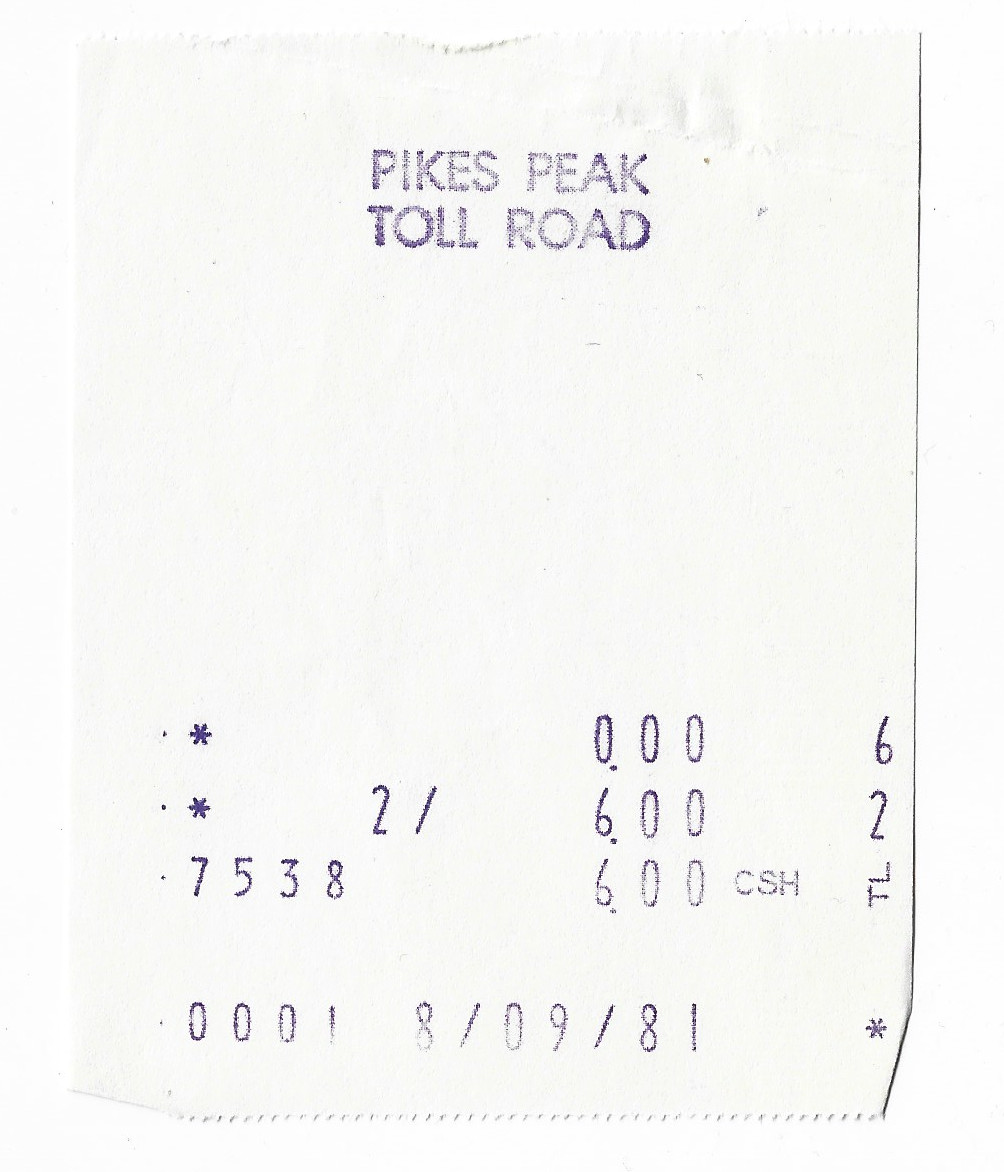 PIKES PEAK
TOLL ROAD
* 0.00 6
* 2/ 6.00 2
7538 6.00 CSH TL
0001 8/09/81 *